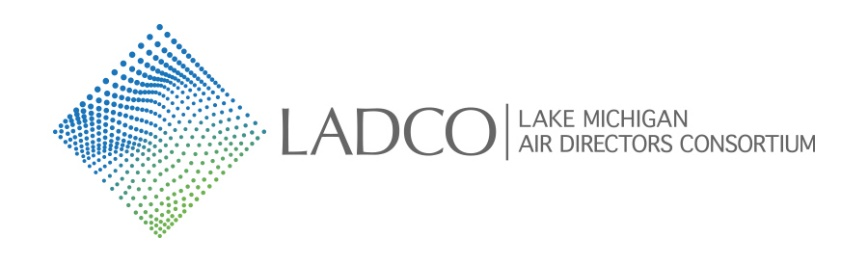 LADCO
LAKE MICHIGAN
AIR DIRECTORS CONSORTIUM